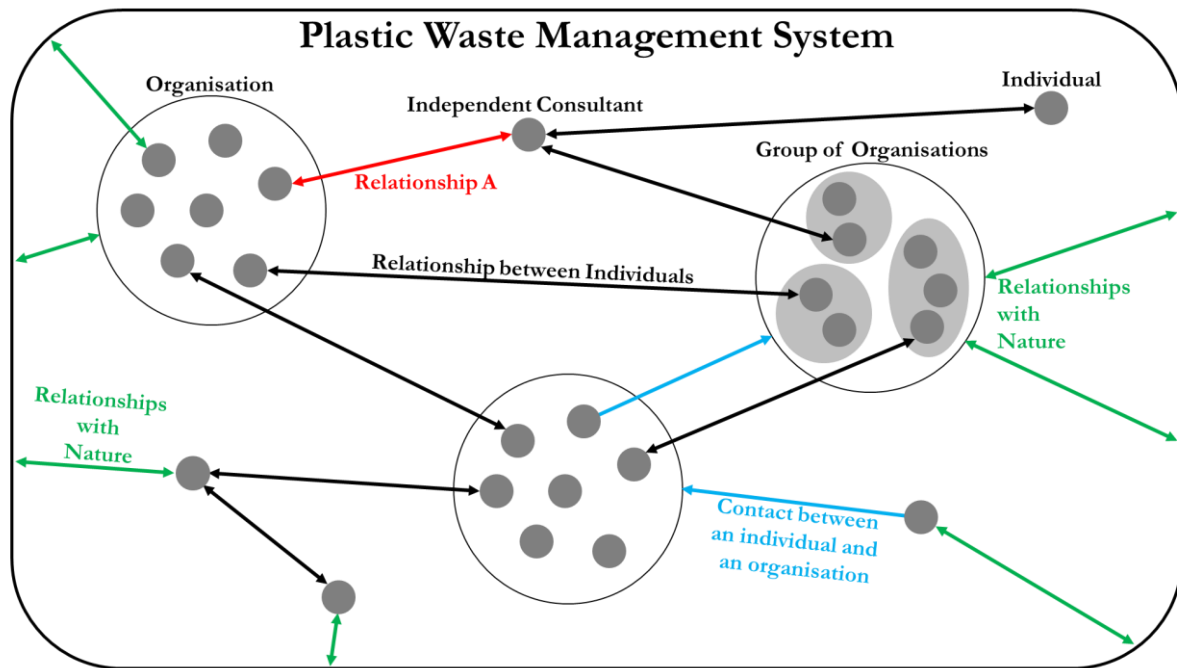 Plastic Waste Management System
Organisation
Individual
Independent Consultant
Group of Organisations
Relationship A
Relationship between Individuals
Relationships
with
Nature
Relationships
with
Nature
Contact between
an individual and
an organisation